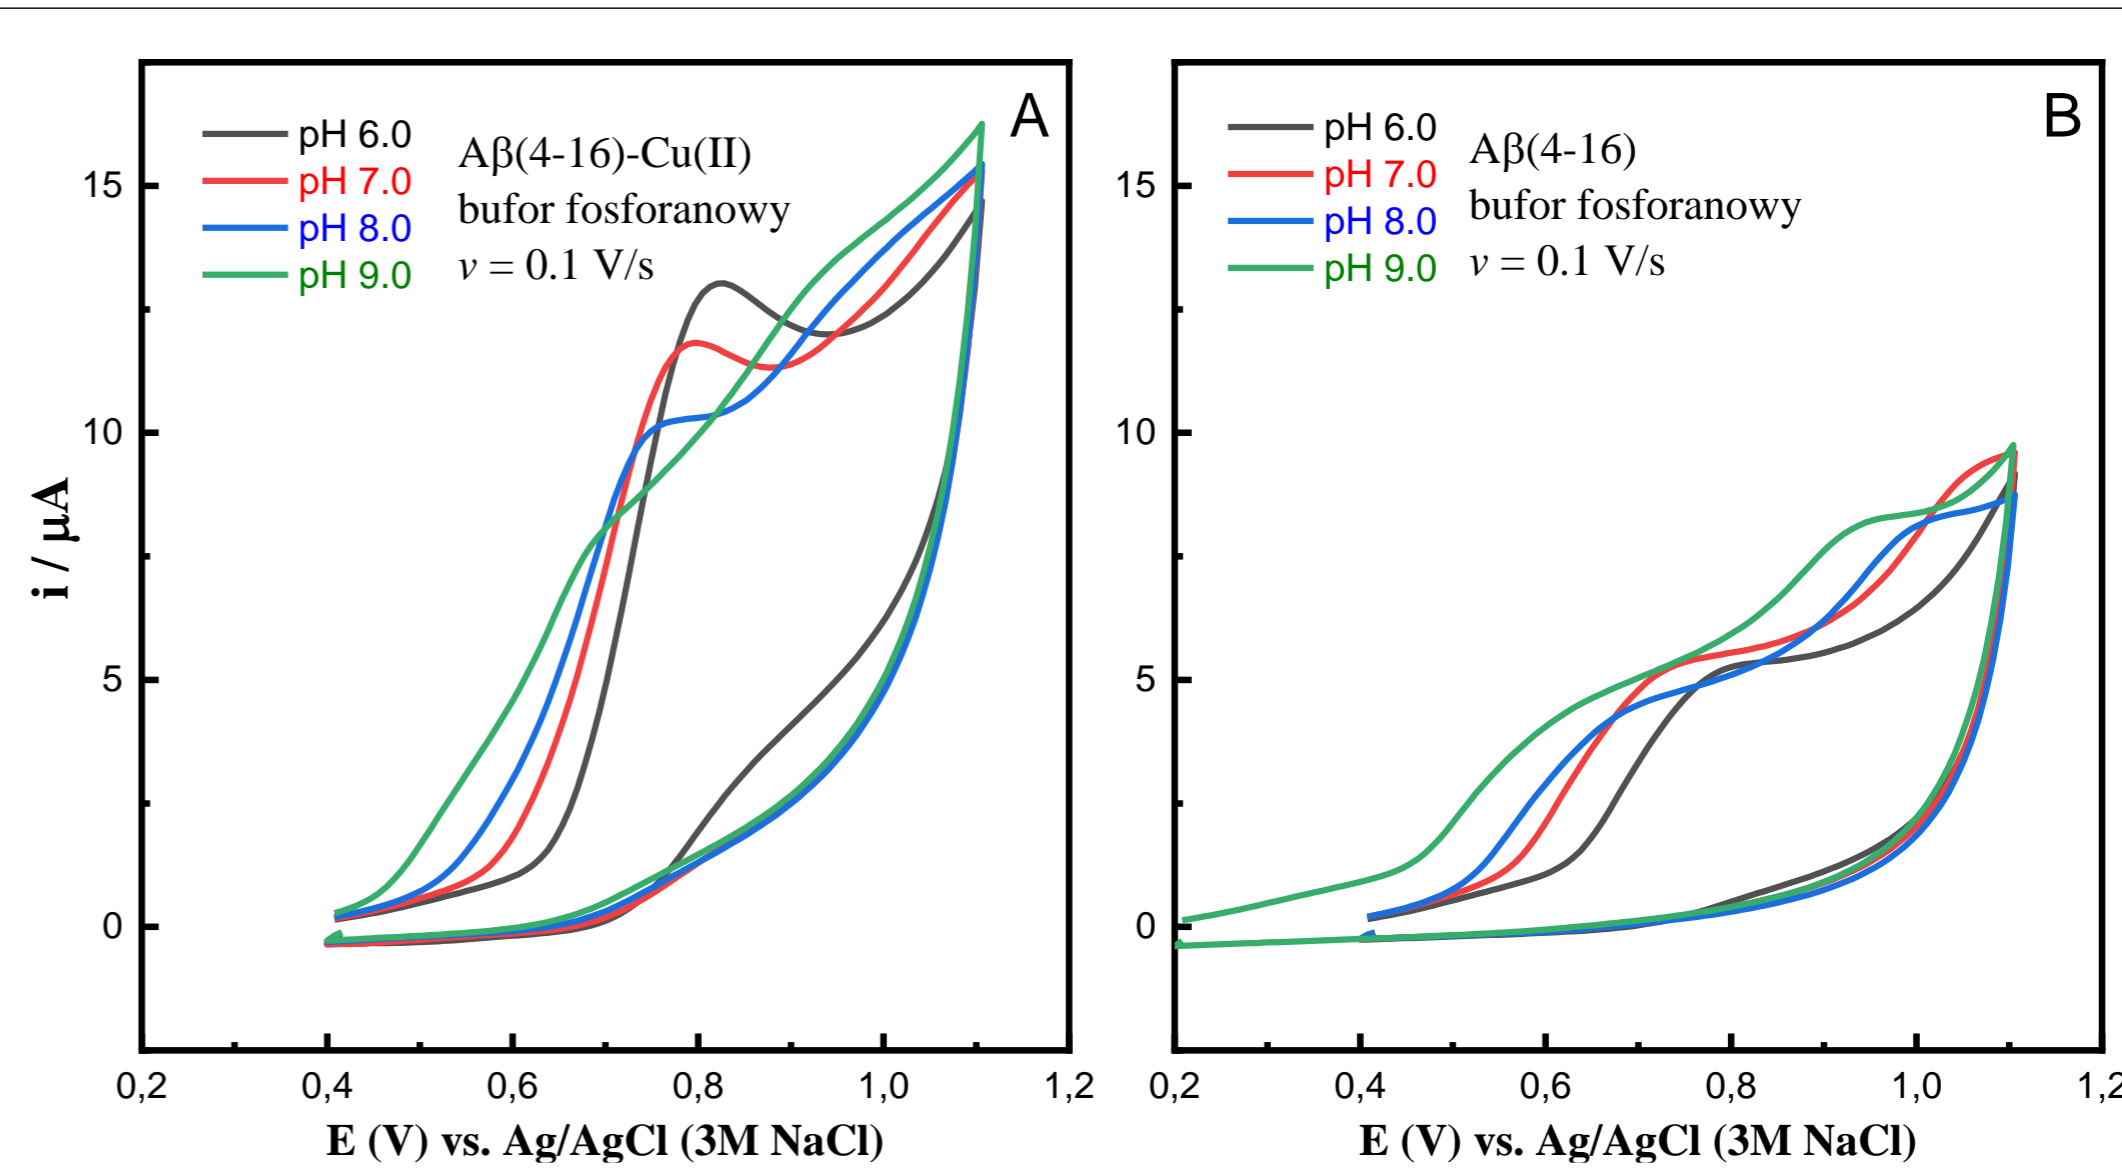 A
pH 6.0
pH 7.0
pH 8.0
pH 9.0
Aβ(4-16)-Cu(II)
bufor fosforanowy
v = 0.1 V/s
15
10
5
0
i / µA
0,2 0,4 0,6 0,8 1,0 1,2
E (V) vs. Ag/AgCl (3M NaCl)
B
pH 6.0
pH 7.0
pH 8.0
pH 9.0
Aβ(4-16)
bufor fosforanowy
v = 0.1 V/s
15
10
5
0
0,2 0,4 0,6 0,8 1,0 1,2
E (V) vs. Ag/AgCl (3M NaCl)